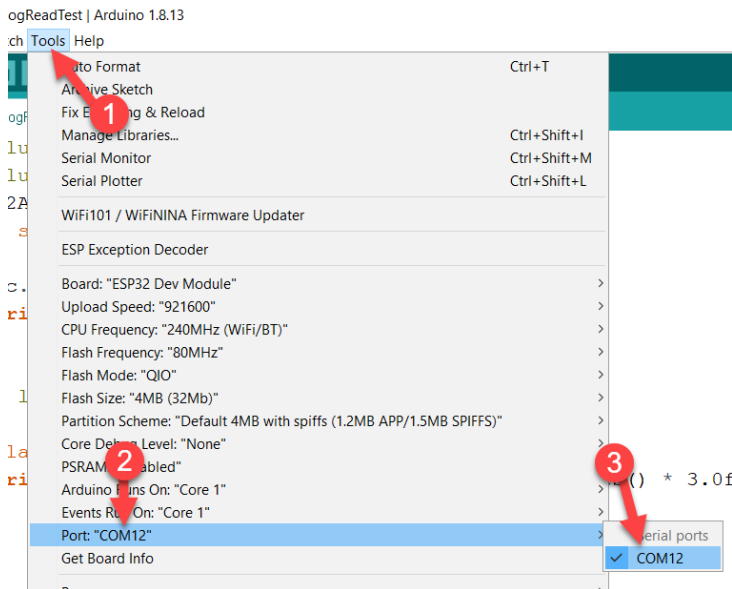 ogReadTest | Arduino 1.8.13
ch Tools Help
Auto Format Ctrl+T
Archive Sketch
1
Fix E ng & Reload
Manage Libraries... Ctrl+Shift+I
Serial Monitor Ctrl+Shift+M
Serial Plotter Ctrl+Shift+L
WiFi101 / WiFiNINA Firmware Updater
ESP Exception Decoder
Board: "ESP32 Dev Module"
Upload Speed: "921600"
CPU Frequency: "240MHz (WiFi/BT)"
Flash Frequency: "80MHz"
Flash Mode: "QIO"
Flash Size: "4MB (32Mb)"
Partition Scheme: "Default 4MB with spiffs (1.2MB APP/1.5MB SPIFFS)"
Core Debug Level: "None"
2
3
PSRAM: abled"
Arduino Runs On: "Core 1"
() * 3.0f
Events Run On: "Core 1"
Port: "COM12"
Serial ports
Get Board Info
COM12